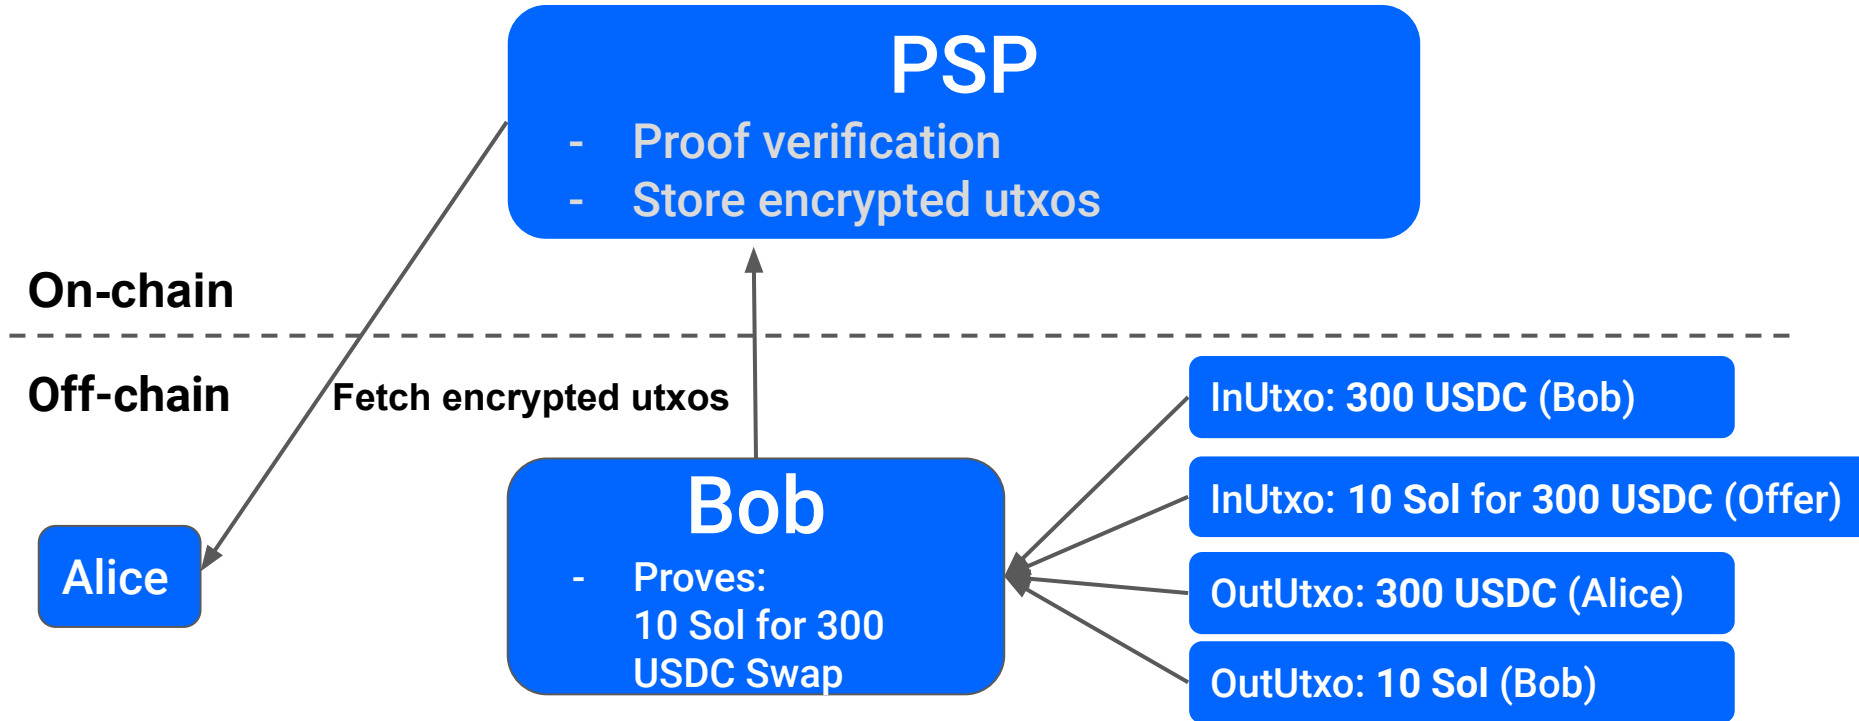 PSP
- Proof verification
- Store encrypted utxos
On-chain
Off-chain
Fetch encrypted utxos
Alice
Bob
- Proves:
10 Sol for 300
USDC Swap
InUtxo: 300 USDC (Bob)
InUtxo: 10 Sol for 300 USDC (Offer)
OutUtxo: 300 USDC (Alice)
OutUtxo: 10 Sol (Bob)